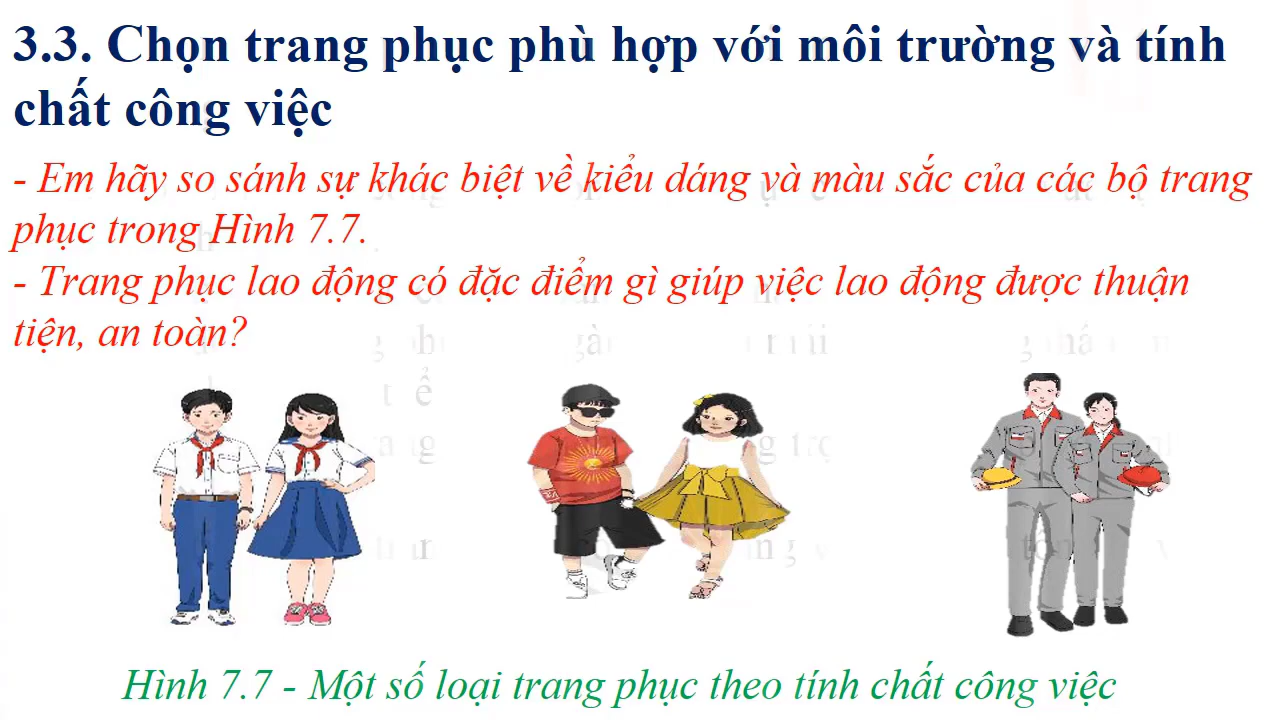 3.3. Chọn trang phục phù hợp với môi trường và tính
chất công việc
- Em hãy so sánh sự khác biệt về kiểu dáng và màu sắc của các bộ trang
phục trong Hình 7.7.
- Trang phục lao động có đặc điểm gì giúp việc lao động được thuận
tiện, an toàn?
Hình 7.7 - Một số loại trang phục theo tính chất công việc